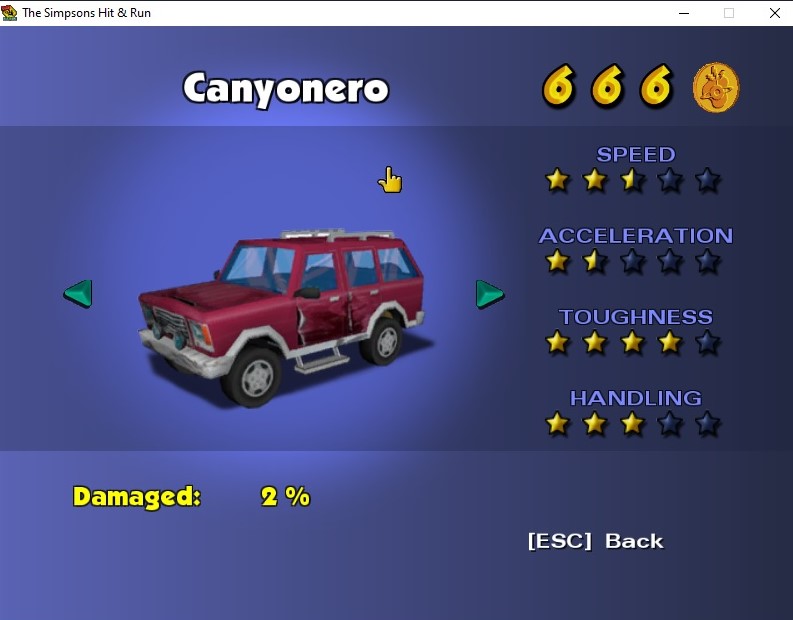 The Simpsons Hit & Run
Canyonero
666
SPEED
ACCELERATION
TOUGHNESS
HANDLING
Damaged: 2 %
[ESC] Back